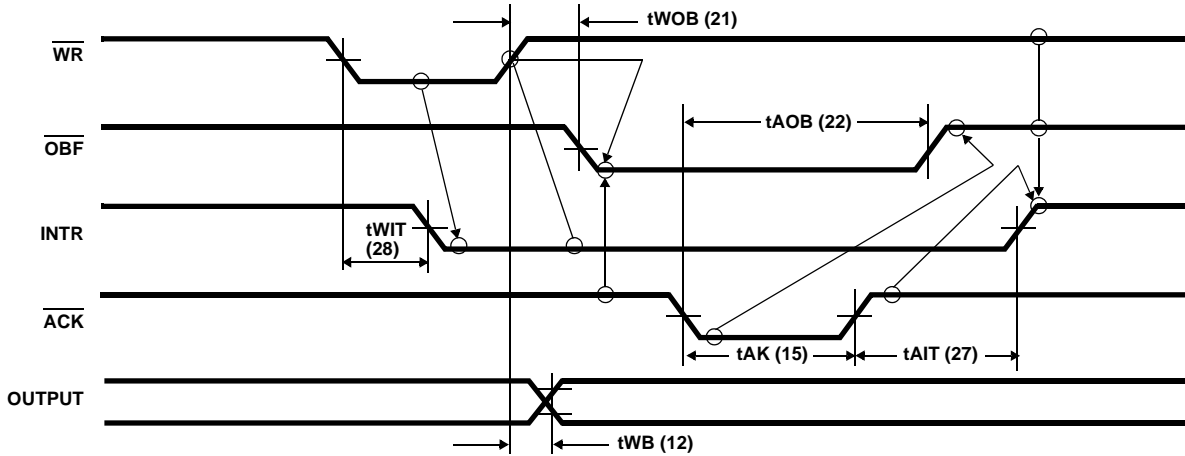 tWOB (21)
WR
OBF
tAOB (22)
INTR
tWIT
(28)
ACK
tAK (15)
tAIT (27)
OUTPUT
tWB (12)